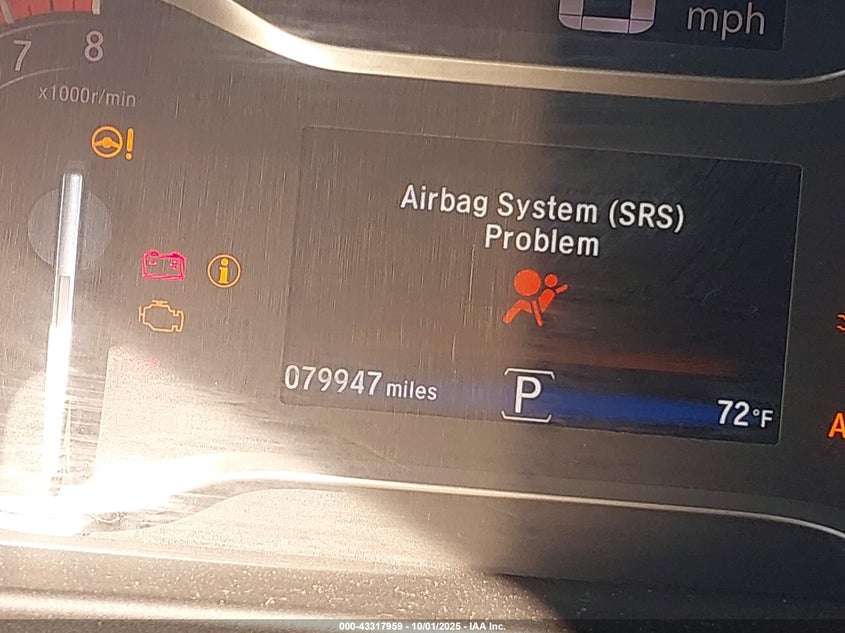 mph
7 8
x1000r/min
Airbag System (SRS)
Problem
079947 miles
P
72°F
000-43317959 - 10/01/2025 - IAA Inc.